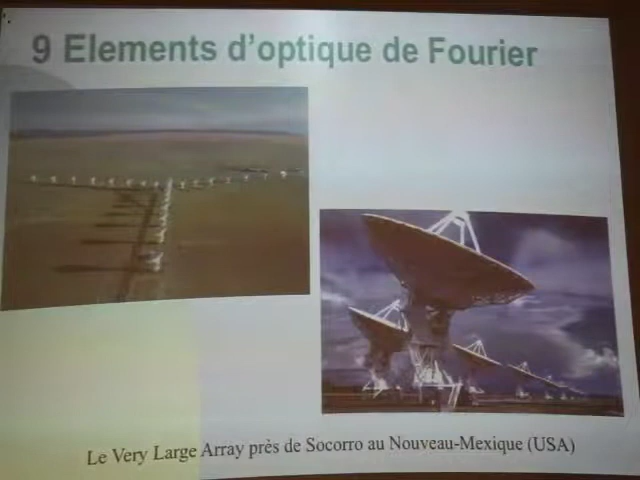 9 Elements d'optique de Fourier
Le Very Large Array près de Socorro au Nouveau-Mexique (USA)